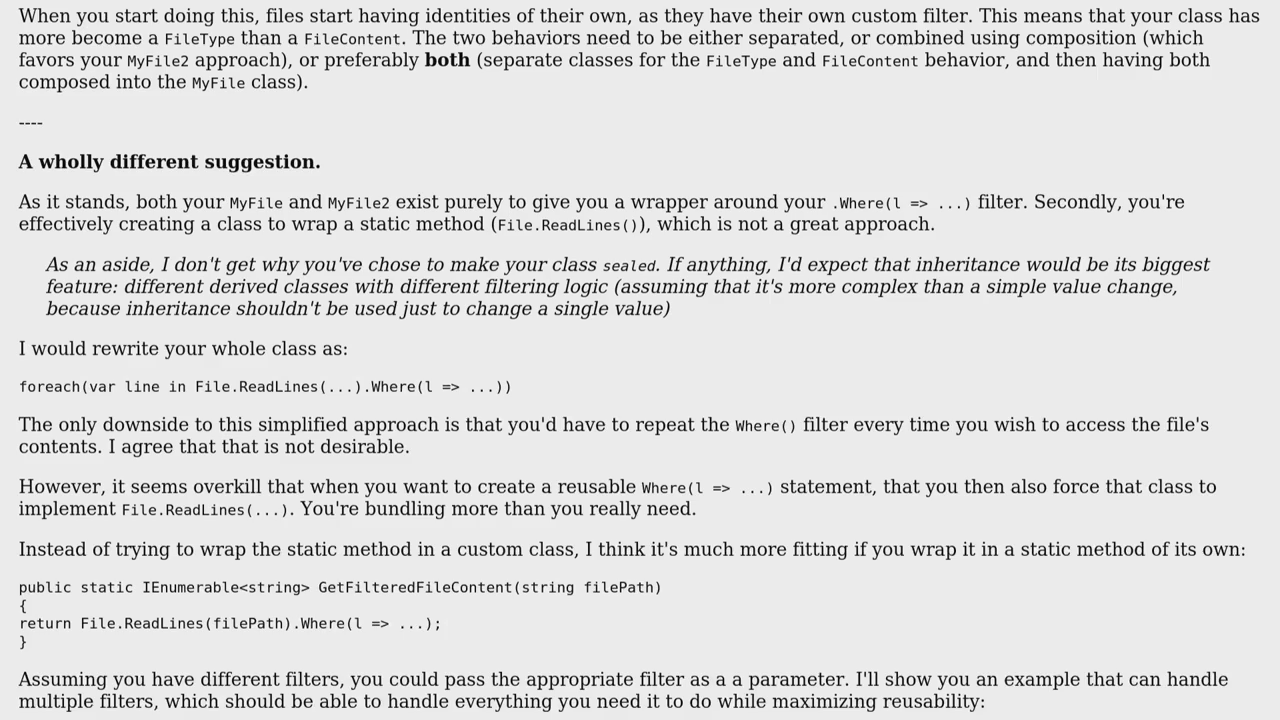 When you start doing this, files start having identities of their own, as they have their own custom filter. This means that your class has
more become a FileType than a FileContent. The two behaviors need to be either separated, or combined using composition (which
favors your MyFile2 approach), or preferably both (separate classes for the FileType and FileContent behavior, and then having both
composed into the MyFile class).
----
A wholly different suggestion.
As it stands, both your MyFile and MyFile2 exist purely to give you a wrapper around your .Where(l => ...) filter. Secondly, you're
effectively creating a class to wrap a static method (File.ReadLines()), which is not a great approach.
As an aside, I don't get why you've chose to make your class sealed. If anything, I'd expect that inheritance would be its biggest
feature: different derived classes with different filtering logic (assuming that it's more complex than a simple value change,
because inheritance shouldn't be used just to change a single value)
I would rewrite your whole class as:
foreach(var line in File.ReadLines(...).Where(l => ...))
The only downside to this simplified approach is that you'd have to repeat the Where() filter every time you wish to access the file's
contents. I agree that that is not desirable.
However, it seems overkill that when you want to create a reusable Where(l => ...) statement, that you then also force that class to
implement File.ReadLines(...). You're bundling more than you really need.
Instead of trying to wrap the static method in a custom class, I think it's much more fitting if you wrap it in a static method of its own:
public static IEnumerable<string> GetFilteredFileContent(string filePath)
{
return File.ReadLines(filePath).Where(l => ...);
}
Assuming you have different filters, you could pass the appropriate filter as a a parameter. I'll show you an example that can handle
multiple filters, which should be able to handle everything you need it to do while maximizing reusability: